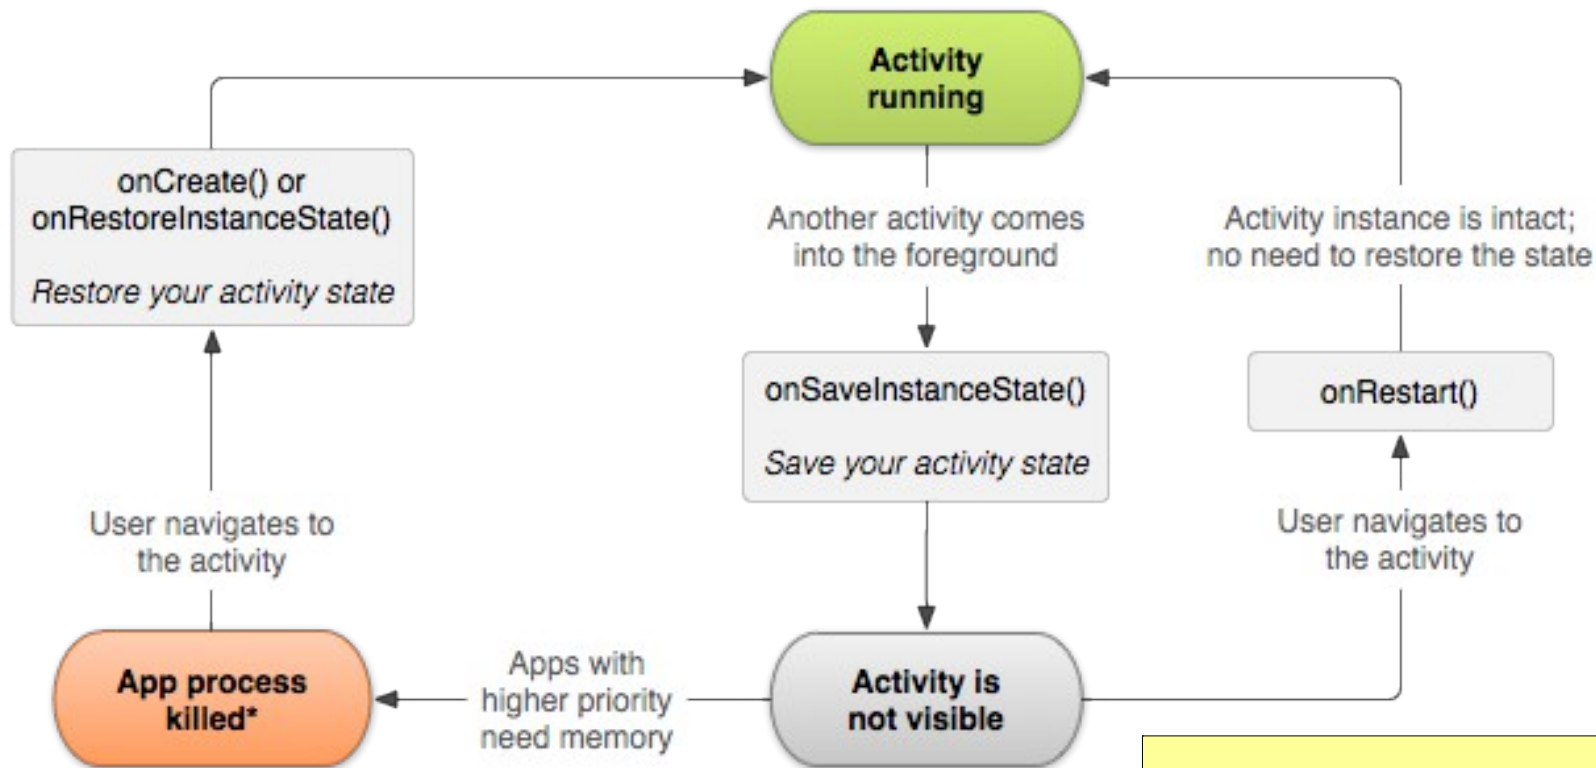 Activity
running
onCreate() or
onRestoreInstanceState()
Restore your activity state
Another activity comes
into the foreground
Activity instance is intact;
no need to restore the state
onSaveInstanceState()
Save your activity state
onRestart()
User navigates to
the activity
User navigates to
the activity
App process
killed*
Apps with
higher priority
need memory
Activity is
not visible